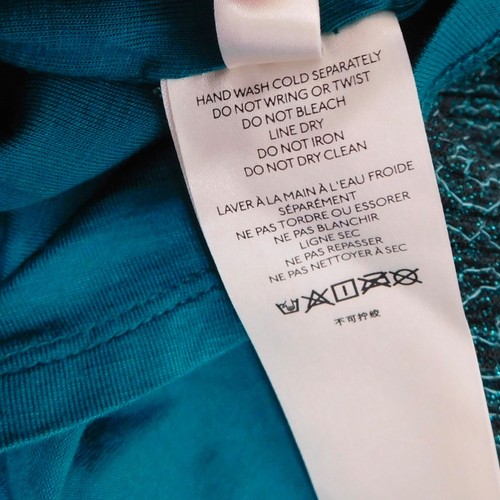 HAND WASH COLD SEPARATELY
DO NOT WRING OR TWIST
DO NOT BLEACH
LINE DRY
DO NOT IRON
DO NOT DRY CLEAN
LAVER À LA MAIN À L'EAU FROIDE
SÉPARÉMENT
NE PAS TORDRE OU ESSORER
NE PAS BLANCHIR
LIGNE SEC
NE PAS REPASSER
NE PAS NETTOYER À SEC
不可拧絞